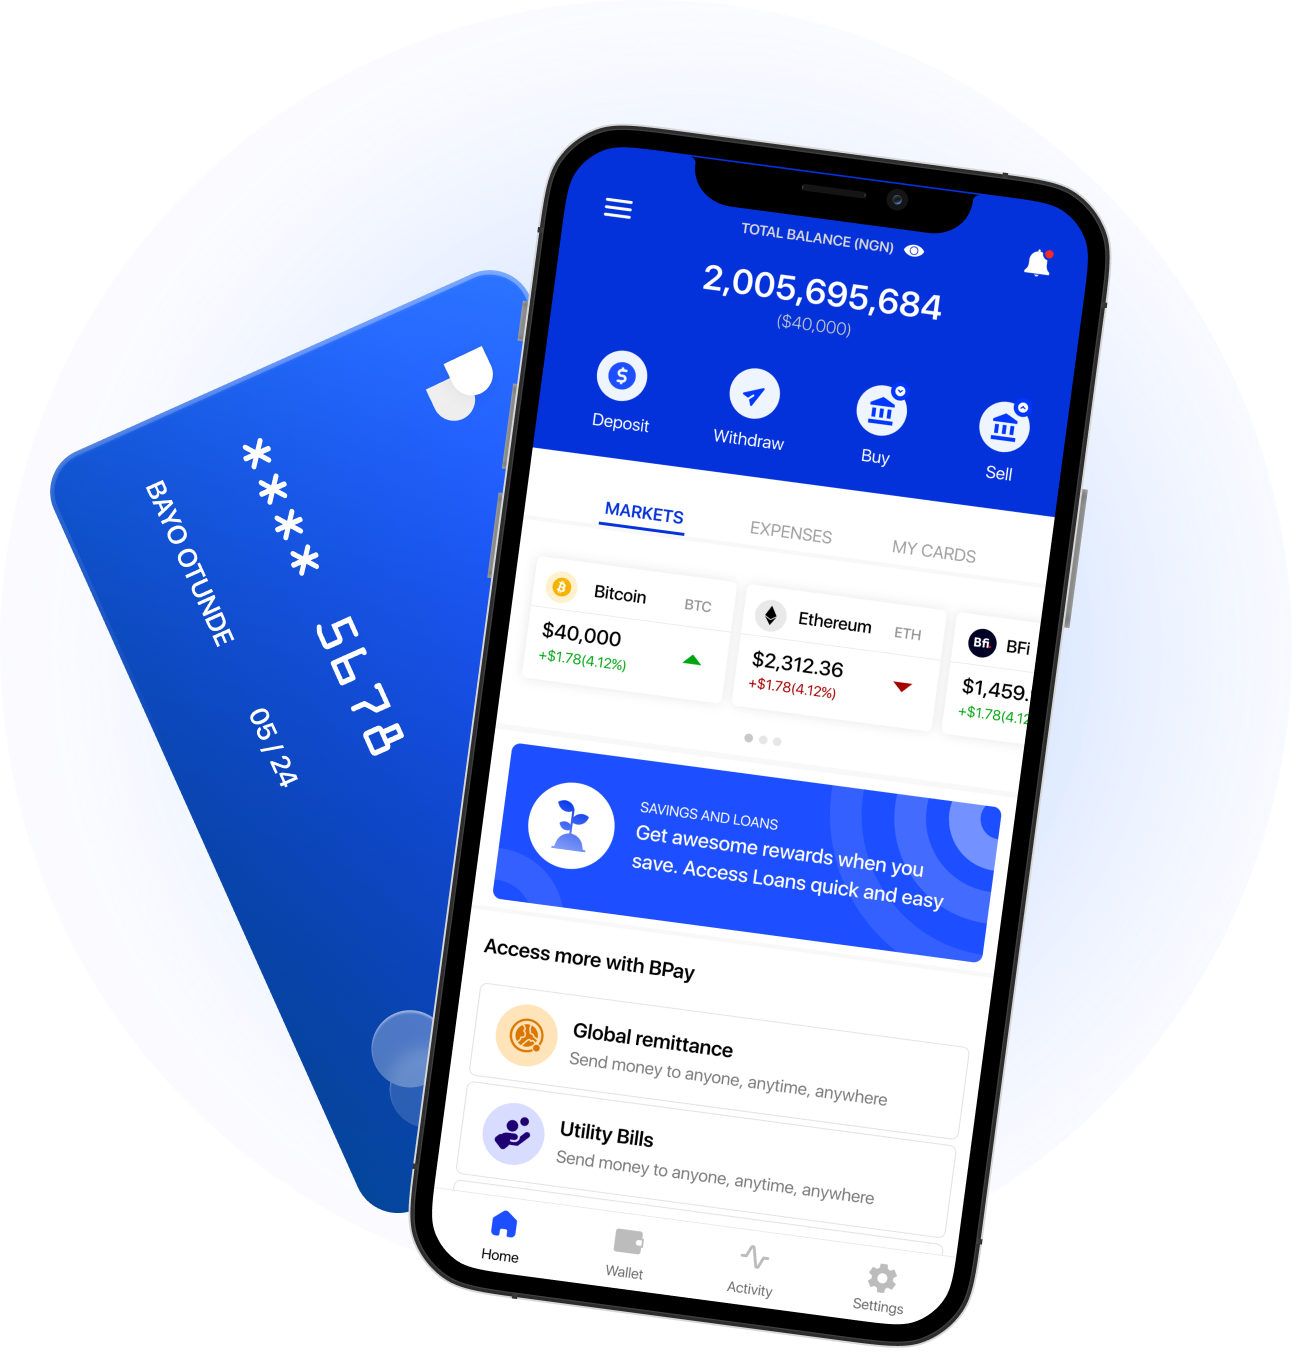 TOTAL BALANCE (NGN)
2,005,695,684
($40,000)
Deposit
Withdraw
Buy
Sell
MARKETS
EXPENSES
MY CARDS
Bitcoin BTC
$40,000
+$1.78(4.12%)
Ethereum ETH
$2,312.36
+$1.78(4.12%)
Bfi BFi
$1,459.
+$1.78(4.12
SAVINGS AND LOANS
Get awesome rewards when you
save. Access Loans quick and easy
Access more with BPay
Global remittance
Send money to anyone, anytime, anywhere
Utility Bills
Send money to anyone, anytime, anywhere
Home
Wallet
Activity
Settings
**** 5678
BAYO OTUNDE
05/24